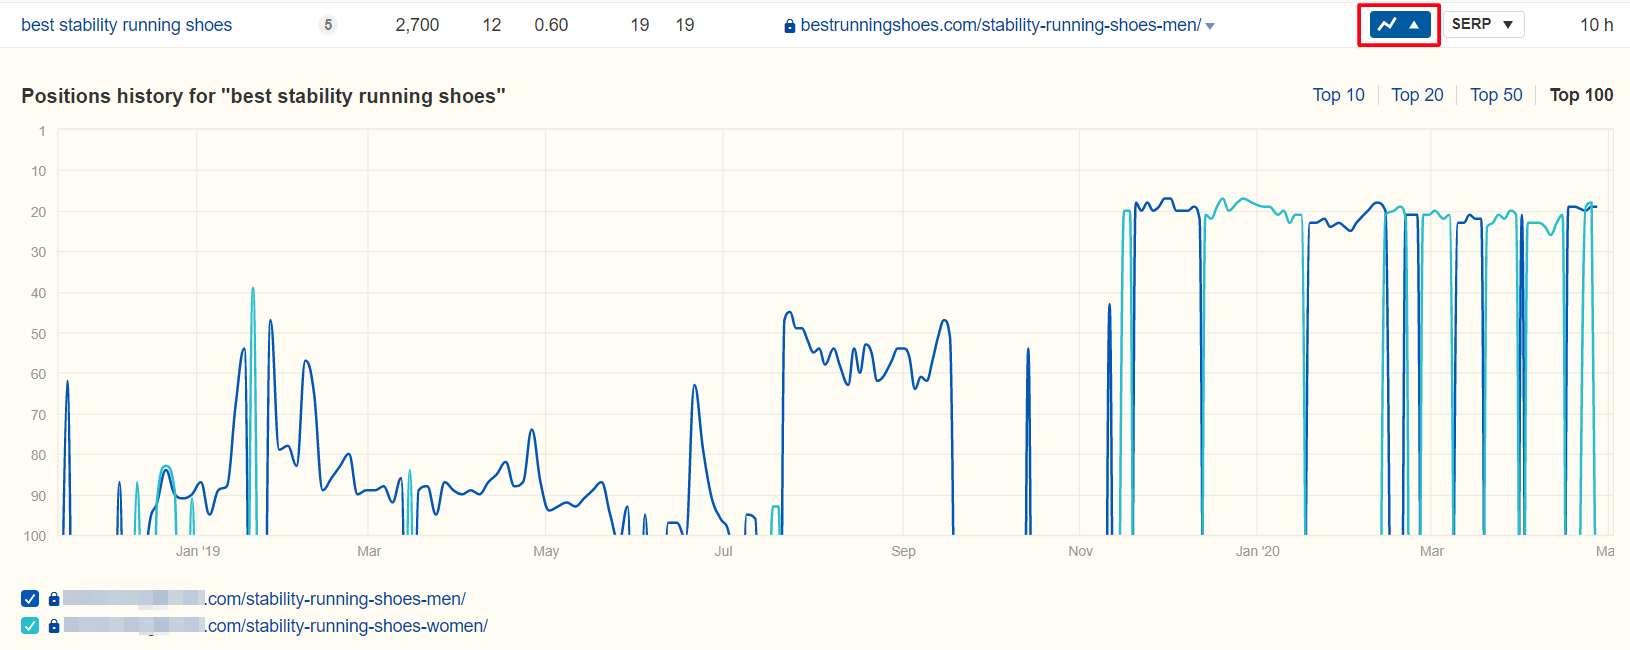 best stability running shoes 5 2,700 12 0.60 19 19 bestrunningshoes.com/stability-running-shoes-men/ SERP 10 h
Positions history for "best stability running shoes" Top 10 Top 20 Top 50 Top 100
1
10
20
30
40
50
60
70
80
90
100
Jan '19 Mar May Jul Sep Nov Jan '20 Mar Ma
.com/stability-running-shoes-men/
.com/stability-running-shoes-women/